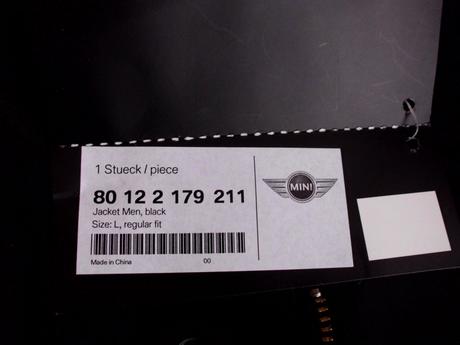 1 Stueck / piece
80 12 2 179 211
Jacket Men, black
Size: L, regular fit
Made in China 00
MINI